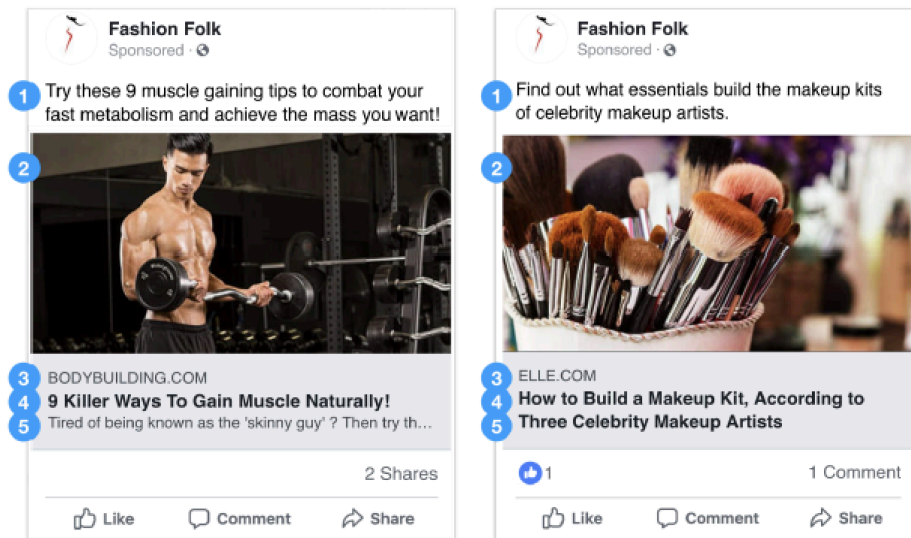 Fashion Folk
Sponsored ·
1 Try these 9 muscle gaining tips to combat your
fast metabolism and achieve the mass you want!
2
3 BODYBUILDING.COM
4 9 Killer Ways To Gain Muscle Naturally!
5 Tired of being known as the 'skinny guy' ? Then try th...
2 Shares
Like Comment Share
Fashion Folk
Sponsored ·
1 Find out what essentials build the makeup kits
of celebrity makeup artists.
2
3 ELLE.COM
4 How to Build a Makeup Kit, According to
5 Three Celebrity Makeup Artists
1 1 Comment
Like Comment Share